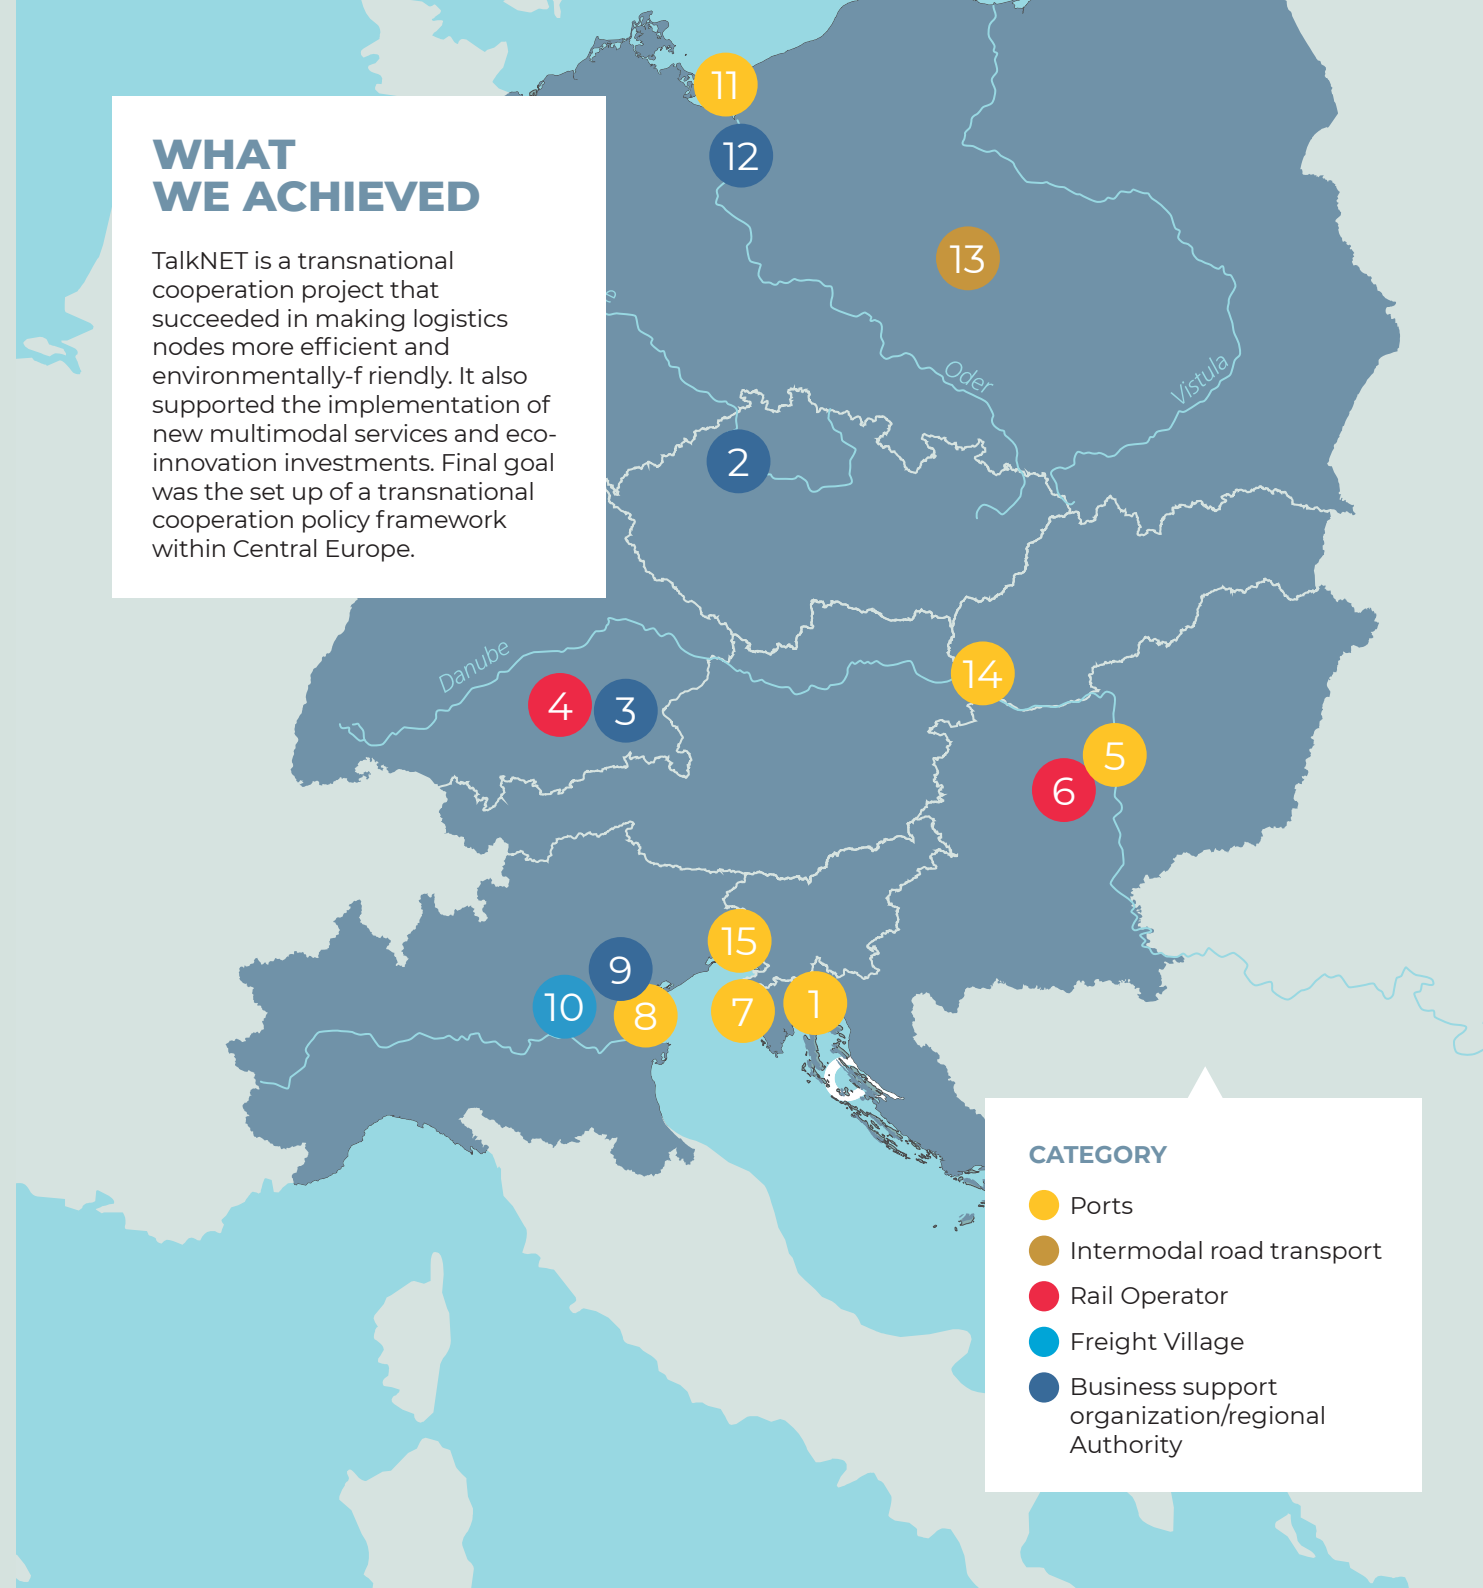 WHAT
WE ACHIEVED
TalkNET is a transnational
cooperation project that
succeeded in making logistics
nodes more efficient and
environmentally-f riendly. It also
supported the implementation of
new multimodal services and eco-
innovation investments. Final goal
was the set up of a transnational
cooperation policy framework
within Central Europe.
11
12
13
e
Oder
Vistula
2
Danube
14
4
3
5
6
15
9
10
8
7
1
CATEGORY
Ports
Intermodal road transport
Rail Operator
Freight Village
Business support
organization/regional
Authority